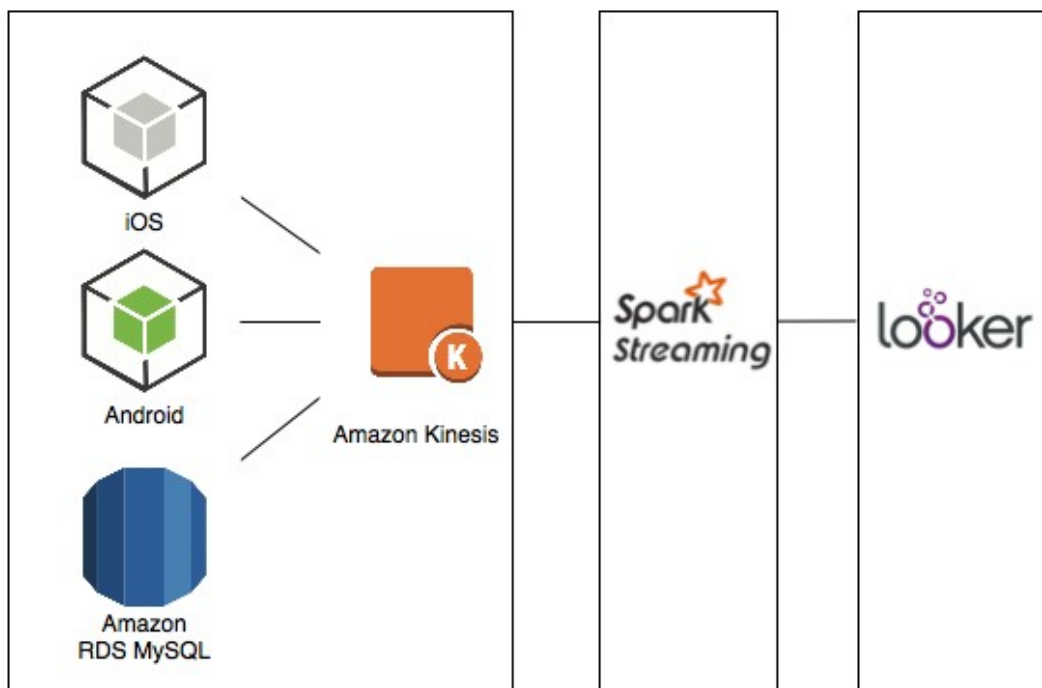 iOS
Android
Amazon
RDS MySQL
K
Amazon Kinesis
Spark
Streaming
looker